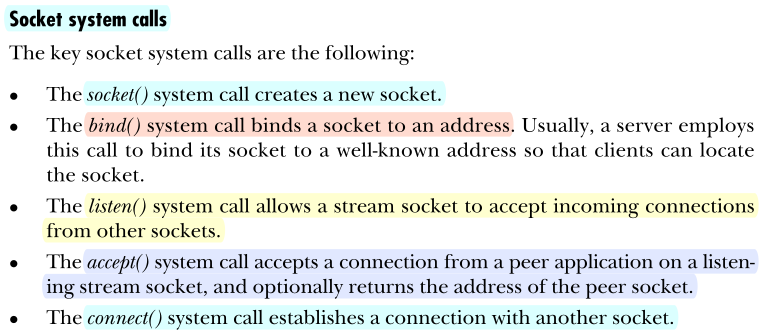 Socket system calls
The key socket system calls are the following:
● The socket() system call creates a new socket.
● The bind() system call binds a socket to an address. Usually, a server employs
this call to bind its socket to a well-known address so that clients can locate
the socket.
● The listen() system call allows a stream socket to accept incoming connections
from other sockets.
● The accept() system call accepts a connection from a peer application on a listen-
ing stream socket, and optionally returns the address of the peer socket.
● The connect() system call establishes a connection with another socket.